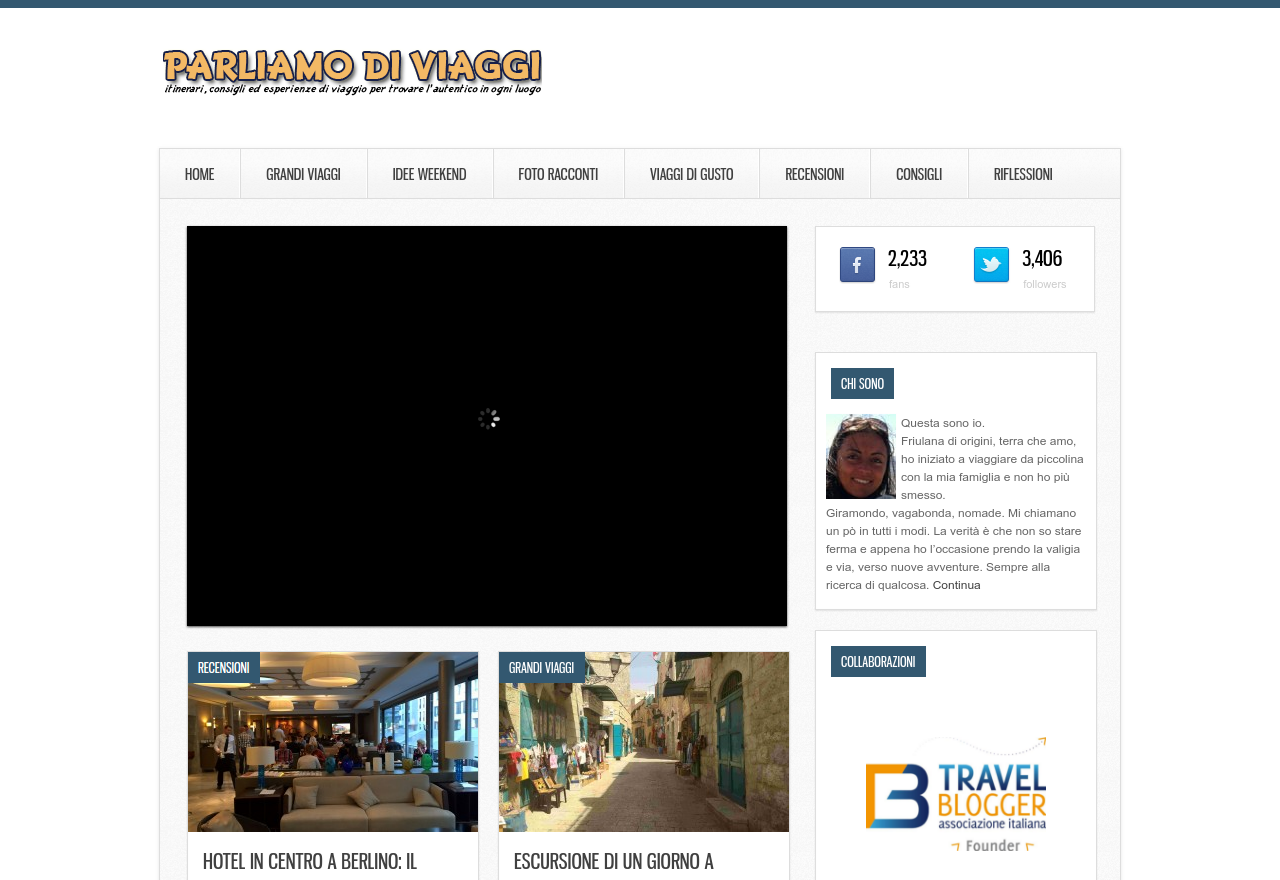 PARLIAMO DI VIAGGI
itinerari, consigli ed esperienze di viaggio per trovare l'autentico in ogni luogo
HOME
GRANDI VIAGGI
IDEE WEEKEND
FOTO RACCONTI
VIAGGI DI GUSTO
RECENSIONI
CONSIGLI
RIFLESSIONI
2,233
fans
3,406
followers
CHI SONO
Questa sono io.
Friulana di origini, terra che amo,
ho iniziato a viaggiare da piccolina
con la mia famiglia e non ho più
smesso.
Giramondo, vagabonda, nomade. Mi chiamano
un pò in tutti i modi. La verità è che non so stare
ferma e appena ho l'occasione prendo la valigia
e via, verso nuove avventure. Sempre alla
ricerca di qualcosa. Continua
RECENSIONI
HOTEL IN CENTRO A BERLINO: IL
GRANDI VIAGGI
ESCURSIONE DI UN GIORNO A
COLLABORAZIONI
TRAVEL
BLOGGER
associazione italiana
Founder